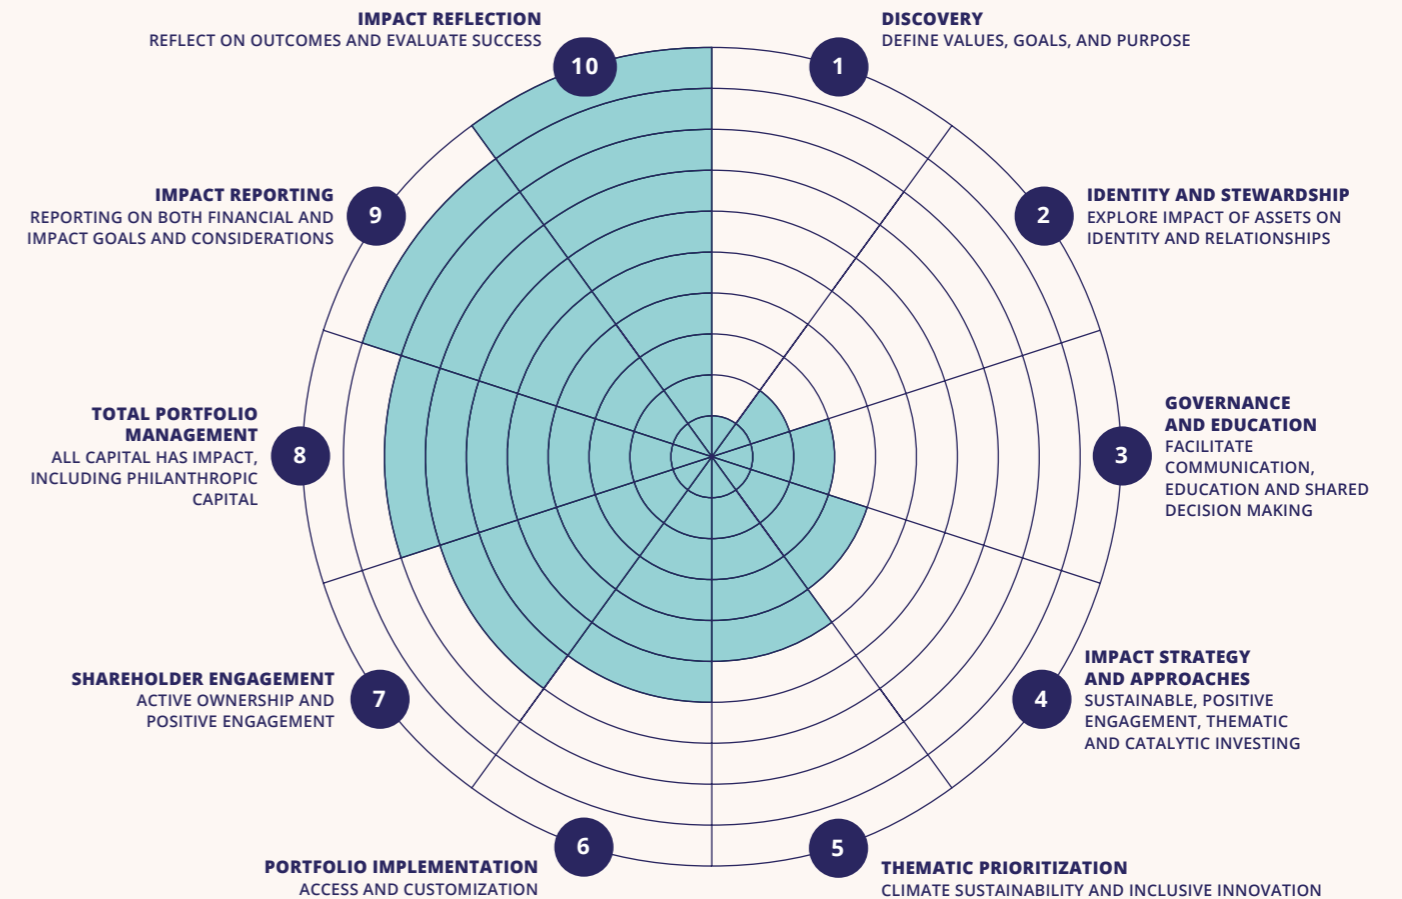 DISCOVERY
DEFINE VALUES, GOALS, AND PURPOSE
1
IDENTITY AND STEWARDSHIP
EXPLORE IMPACT OF ASSETS ON
IDENTITY AND RELATIONSHIPS
2
GOVERNANCE
AND EDUCATION
FACILITATE
COMMUNICATION,
EDUCATION AND SHARED
DECISION MAKING
3
IMPACT STRATEGY
AND APPROACHES
SUSTAINABLE, POSITIVE
ENGAGEMENT, THEMATIC
AND CATALYTIC INVESTING
4
THEMATIC PRIORITIZATION
CLIMATE SUSTAINABILITY AND INCLUSIVE INNOVATION
5
PORTFOLIO IMPLEMENTATION
ACCESS AND CUSTOMIZATION
6
SHAREHOLDER ENGAGEMENT
ACTIVE OWNERSHIP AND
POSITIVE ENGAGEMENT
7
TOTAL PORTFOLIO
MANAGEMENT
ALL CAPITAL HAS IMPACT,
INCLUDING PHILANTHROPIC
CAPITAL
8
IMPACT REPORTING
REPORTING ON BOTH FINANCIAL AND
IMPACT GOALS AND CONSIDERATIONS
9
IMPACT REFLECTION
REFLECT ON OUTCOMES AND EVALUATE SUCCESS
10